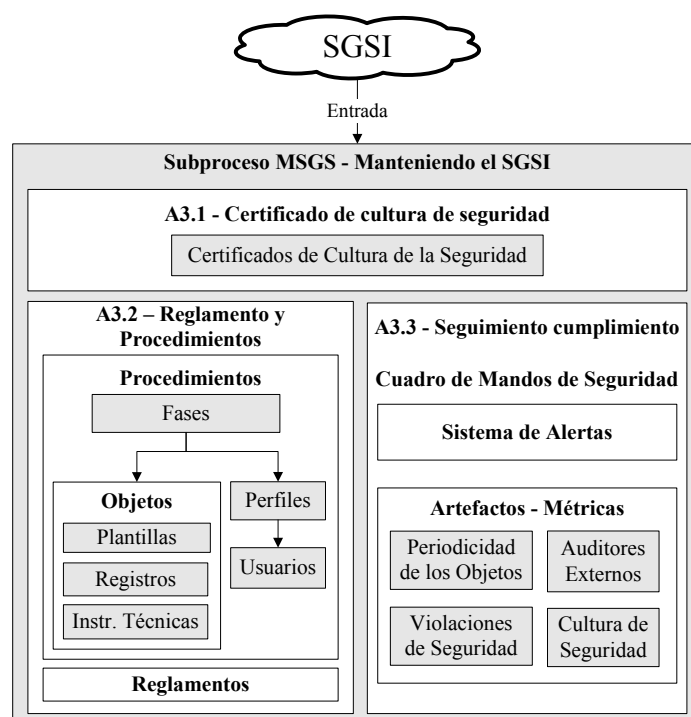 SGSI
Entrada
Subproceso MSGS - Manteniendo el SGSI
A3.1 - Certificado de cultura de seguridad
Certificados de Cultura de la Seguridad
A3.2 – Reglamento y
Procedimientos
Procedimientos
Fases
Objetos
Plantillas
Registros
Instr. Técnicas
Perfiles
Usuarios
Reglamentos
A3.3 - Seguimiento cumplimiento
Cuadro de Mandos de Seguridad
Sistema de Alertas
Artefactos - Métricas
Periodicidad
de los Objetos
Auditores
Externos
Violaciones
de Seguridad
Cultura de
Seguridad